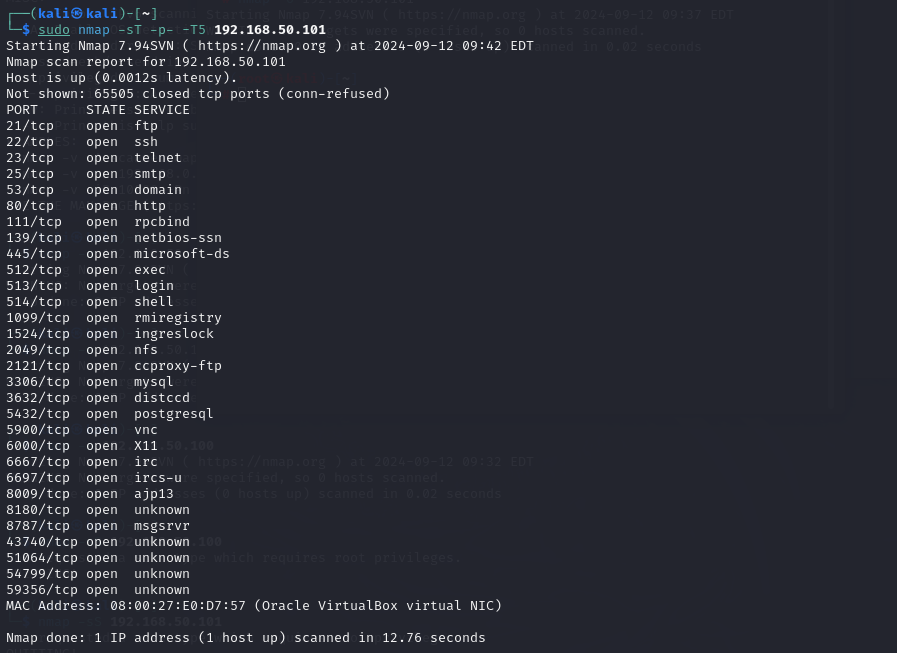 ┌──(kali㉿kali)-[~]
└─$ sudo nmap -sT -p- -T5 192.168.50.101
Starting Nmap 7.94SVN ( https://nmap.org ) at 2024-09-12 09:42 EDT
Nmap scan report for 192.168.50.101
Host is up (0.0012s latency).
Not shown: 65505 closed tcp ports (conn-refused)
PORT      STATE SERVICE
21/tcp    open  ftp
22/tcp    open  ssh
23/tcp    open  telnet
25/tcp    open  smtp
53/tcp    open  domain
80/tcp    open  http
111/tcp   open  rpcbind
139/tcp   open  netbios-ssn
445/tcp   open  microsoft-ds
512/tcp   open  exec
513/tcp   open  login
514/tcp   open  shell
1099/tcp  open  rmiregistry
1524/tcp  open  ingreslock
2049/tcp  open  nfs
2121/tcp  open  ccproxy-ftp
3306/tcp  open  mysql
3632/tcp  open  distccd
5432/tcp  open  postgresql
5900/tcp  open  vnc
6000/tcp  open  X11
6667/tcp  open  irc
6697/tcp  open  ircs-u
8009/tcp  open  ajp13
8180/tcp  open  unknown
8787/tcp  open  msgsrvr
43740/tcp open  unknown
51064/tcp open  unknown
54799/tcp open  unknown
59356/tcp open  unknown
MAC Address: 08:00:27:E0:D7:57 (Oracle VirtualBox virtual NIC)
Nmap done: 1 IP address (1 host up) scanned in 12.76 seconds